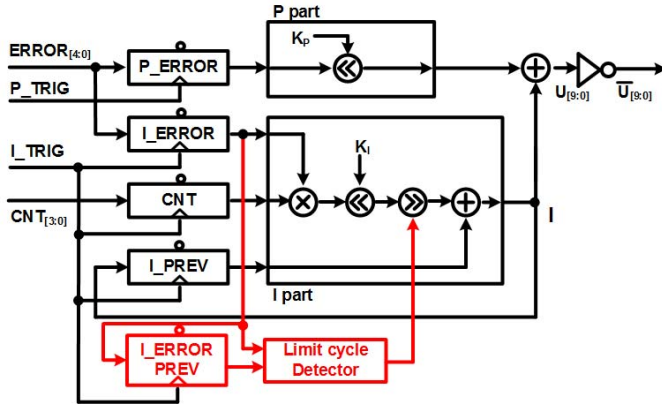 P part
ERROR[4:0]
P_ERROR
KP
P_TRIG
U[9:0]
U[9:0]
I_ERROR
I_TRIG
KI
CNT
CNT[3:0]
I
I_PREV
I part
I_ERROR
PREV
Limit cycle
Detector